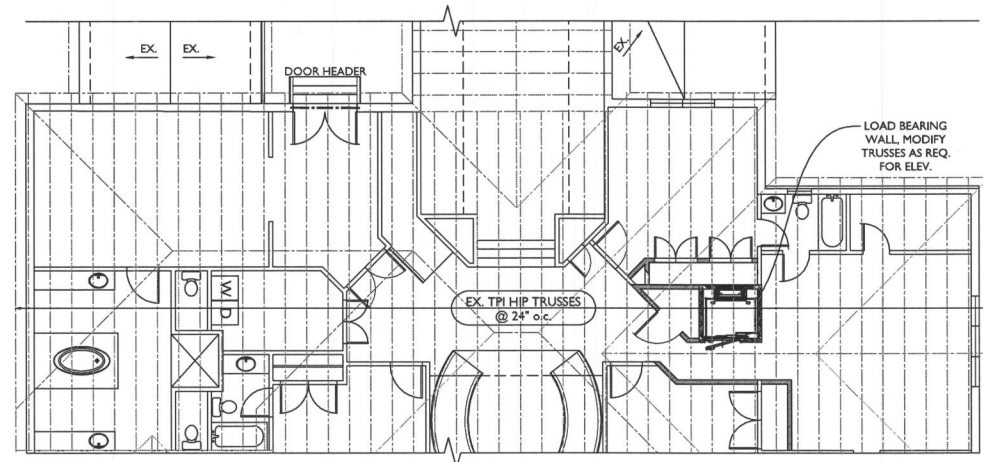 EX.
EX.
EX.
DOOR HEADER
LOAD BEARING
WALL, MODIFY
TRUSSES AS REQ.
FOR ELEV.
W
D
EX. TPI HIP TRUSSES
@ 24" o.c.